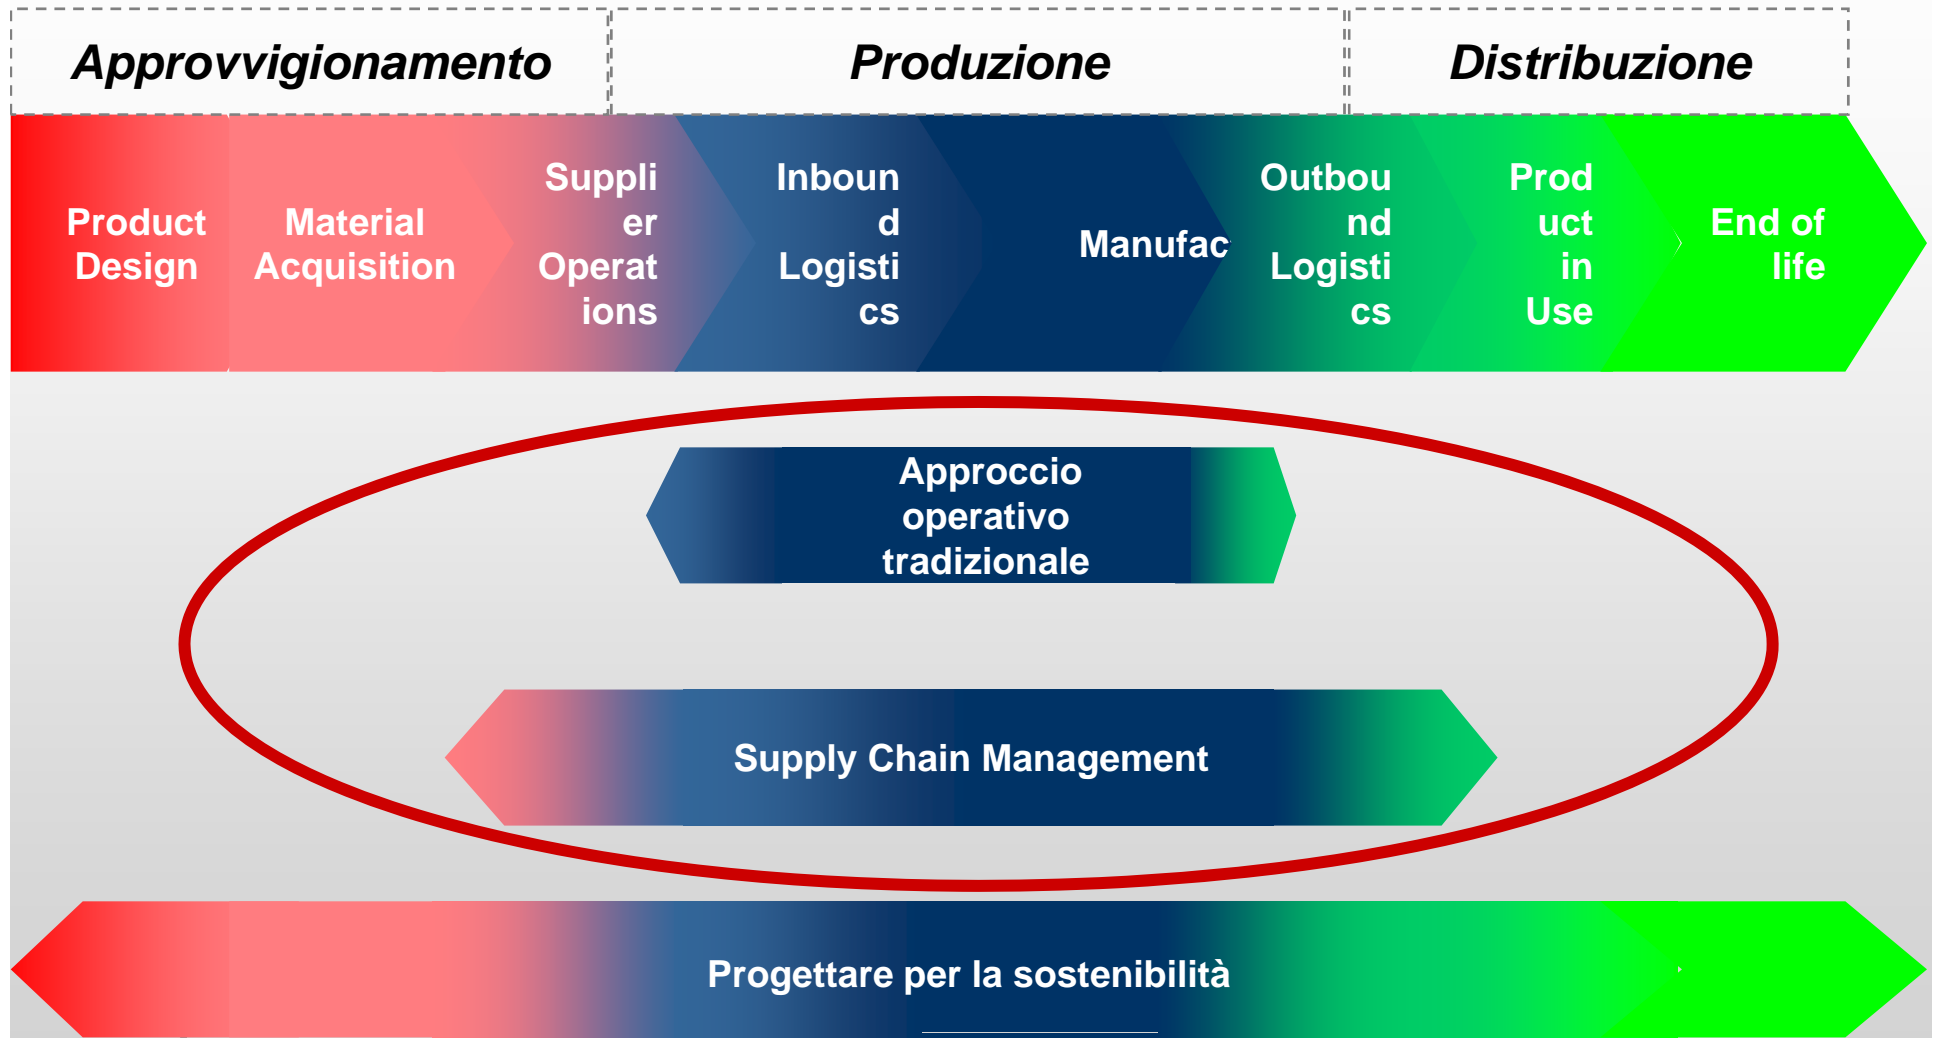 Approvvigionamento
Produzione
Distribuzione
Product
Design
Material
Acquisition
Suppli
er
Operat
ions
Inboun
d
Logisti
cs
Manufac
Outbou
nd
Logisti
cs
Prod
uct
in
Use
End of
life
Approccio
operativo
tradizionale
Supply Chain Management
Progettare per la sostenibilità